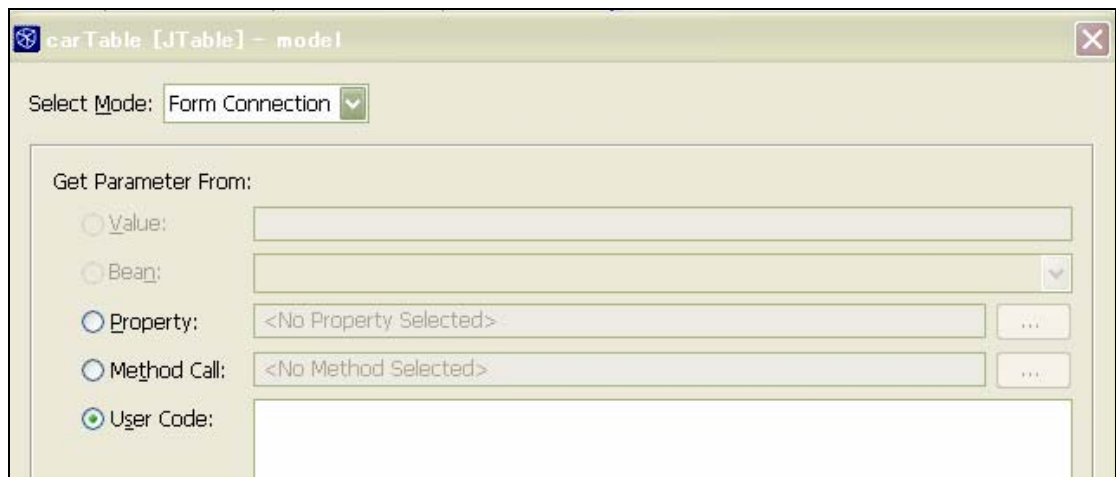 carTable [JTable] - model
Select Mode: Form Connection
Get Parameter From:
Value:
Bean:
Property: <No Property Selected> ...
Method Call: <No Method Selected> ...
User Code: